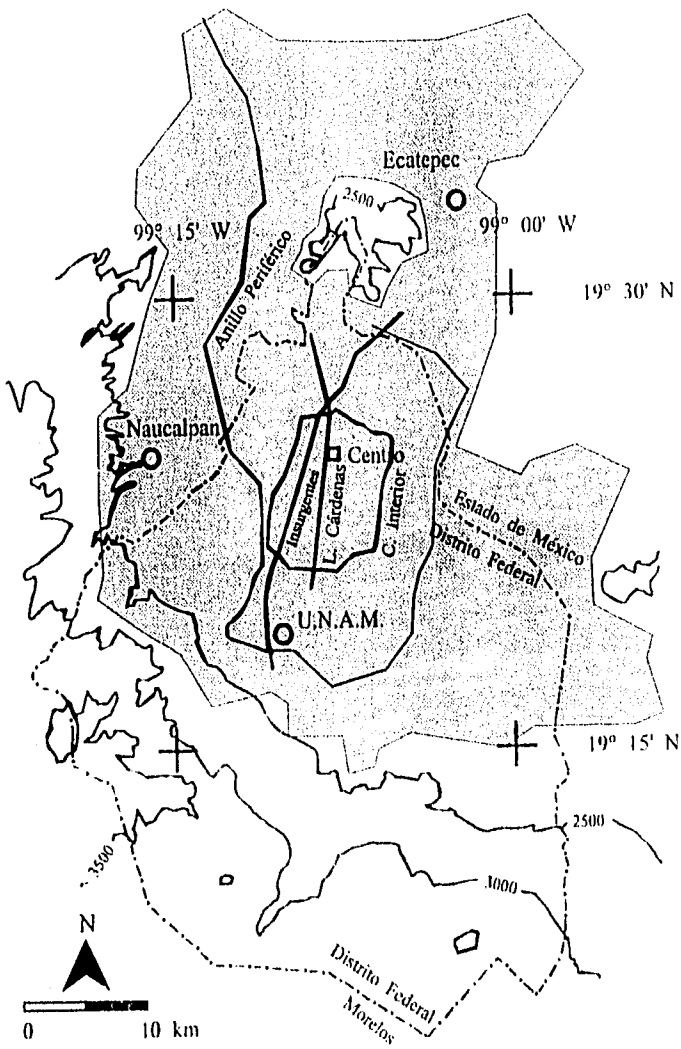 Ecatepec
2500
99° 15' W
99° 00' W
Anillo Periférico
19° 30' N
Naucalpan
Centro
Insurgentes
L. Cárdenas
C. Interior
Estado de México
Distrito Federal
U.N.A.M.
19° 15' N
2500
3500
3000
N
Distrito Federal
Morelos
0 10 km